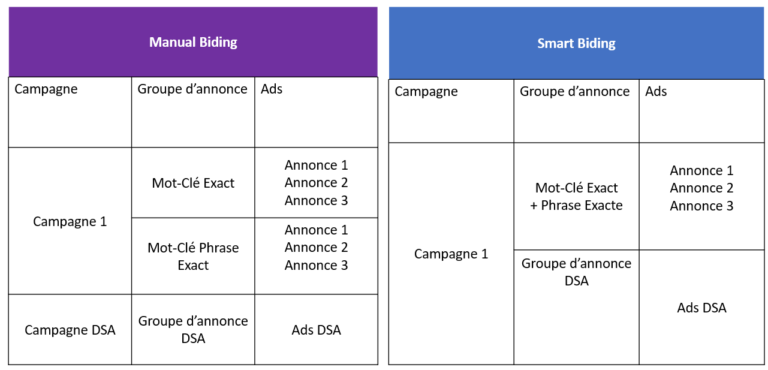 Manual Biding
Campagne
Groupe d'annonce
Ads
Campagne 1
Mot-Clé Exact
Annonce 1
Annonce 2
Annonce 3
Mot-Clé Phrase
Exact
Annonce 1
Annonce 2
Annonce 3
Campagne DSA
Groupe d'annonce
DSA
Ads DSA
Smart Biding
Campagne
Groupe d'annonce
Ads
Campagne 1
Mot-Clé Exact
+ Phrase Exacte
Annonce 1
Annonce 2
Annonce 3
Groupe d'annonce
DSA
Ads DSA